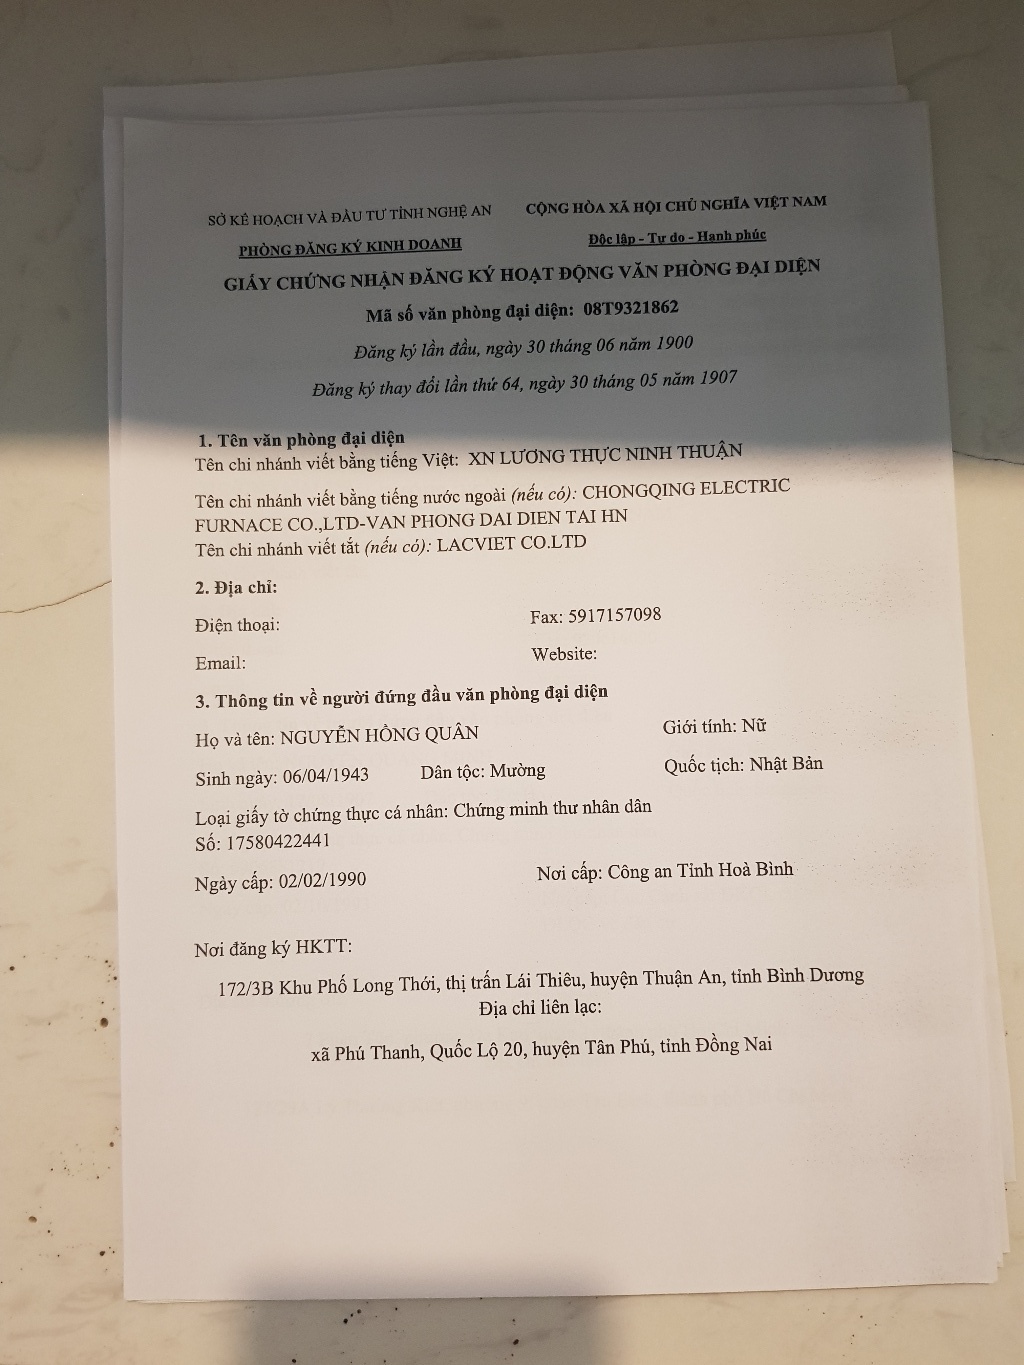 SỞ KẾ HOẠCH VÀ ĐẦU TƯ TỈNH NGHỆ AN
CỘNG HÒA XÃ HỘI CHỦ NGHĨA VIỆT NAM
PHÒNG ĐĂNG KÝ KINH DOANH
Độc lập - Tự do - Hạnh phúc
GIẤY CHỨNG NHẬN ĐĂNG KÝ HOẠT ĐỘNG VĂN PHÒNG ĐẠI DIỆN
Mã số văn phòng đại diện: 08T9321862
Đăng ký lần đầu, ngày 30 tháng 06 năm 1900
Đăng ký thay đổi lần thứ 64, ngày 30 tháng 05 năm 1907
1. Tên văn phòng đại diện
Tên chi nhánh viết bằng tiếng Việt: XN LƯƠNG THỰC NINH THUẬN
Tên chi nhánh viết bằng tiếng nước ngoài (nếu có): CHONGQING ELECTRIC
FURNACE CO.,LTD-VAN PHONG DAI DIEN TAI HN
Tên chi nhánh viết tắt (nếu có): LACVIET CO.LTD
2. Địa chỉ:
Điện thoại:
Fax: 5917157098
Email:
Website:
3. Thông tin về người đứng đầu văn phòng đại diện
Họ và tên: NGUYỄN HỒNG QUÂN
Giới tính: Nữ
Sinh ngày: 06/04/1943
Dân tộc: Mường
Quốc tịch: Nhật Bản
Loại giấy tờ chứng thực cá nhân: Chứng minh thư nhân dân
Số: 17580422441
Ngày cấp: 02/02/1990
Nơi cấp: Công an Tỉnh Hoà Bình
Nơi đăng ký HKTT:
172/3B Khu Phố Long Thới, thị trấn Lái Thiêu, huyện Thuận An, tỉnh Bình Dương
Địa chỉ liên lạc:
xã Phú Thanh, Quốc Lộ 20, huyện Tân Phú, tỉnh Đồng Nai